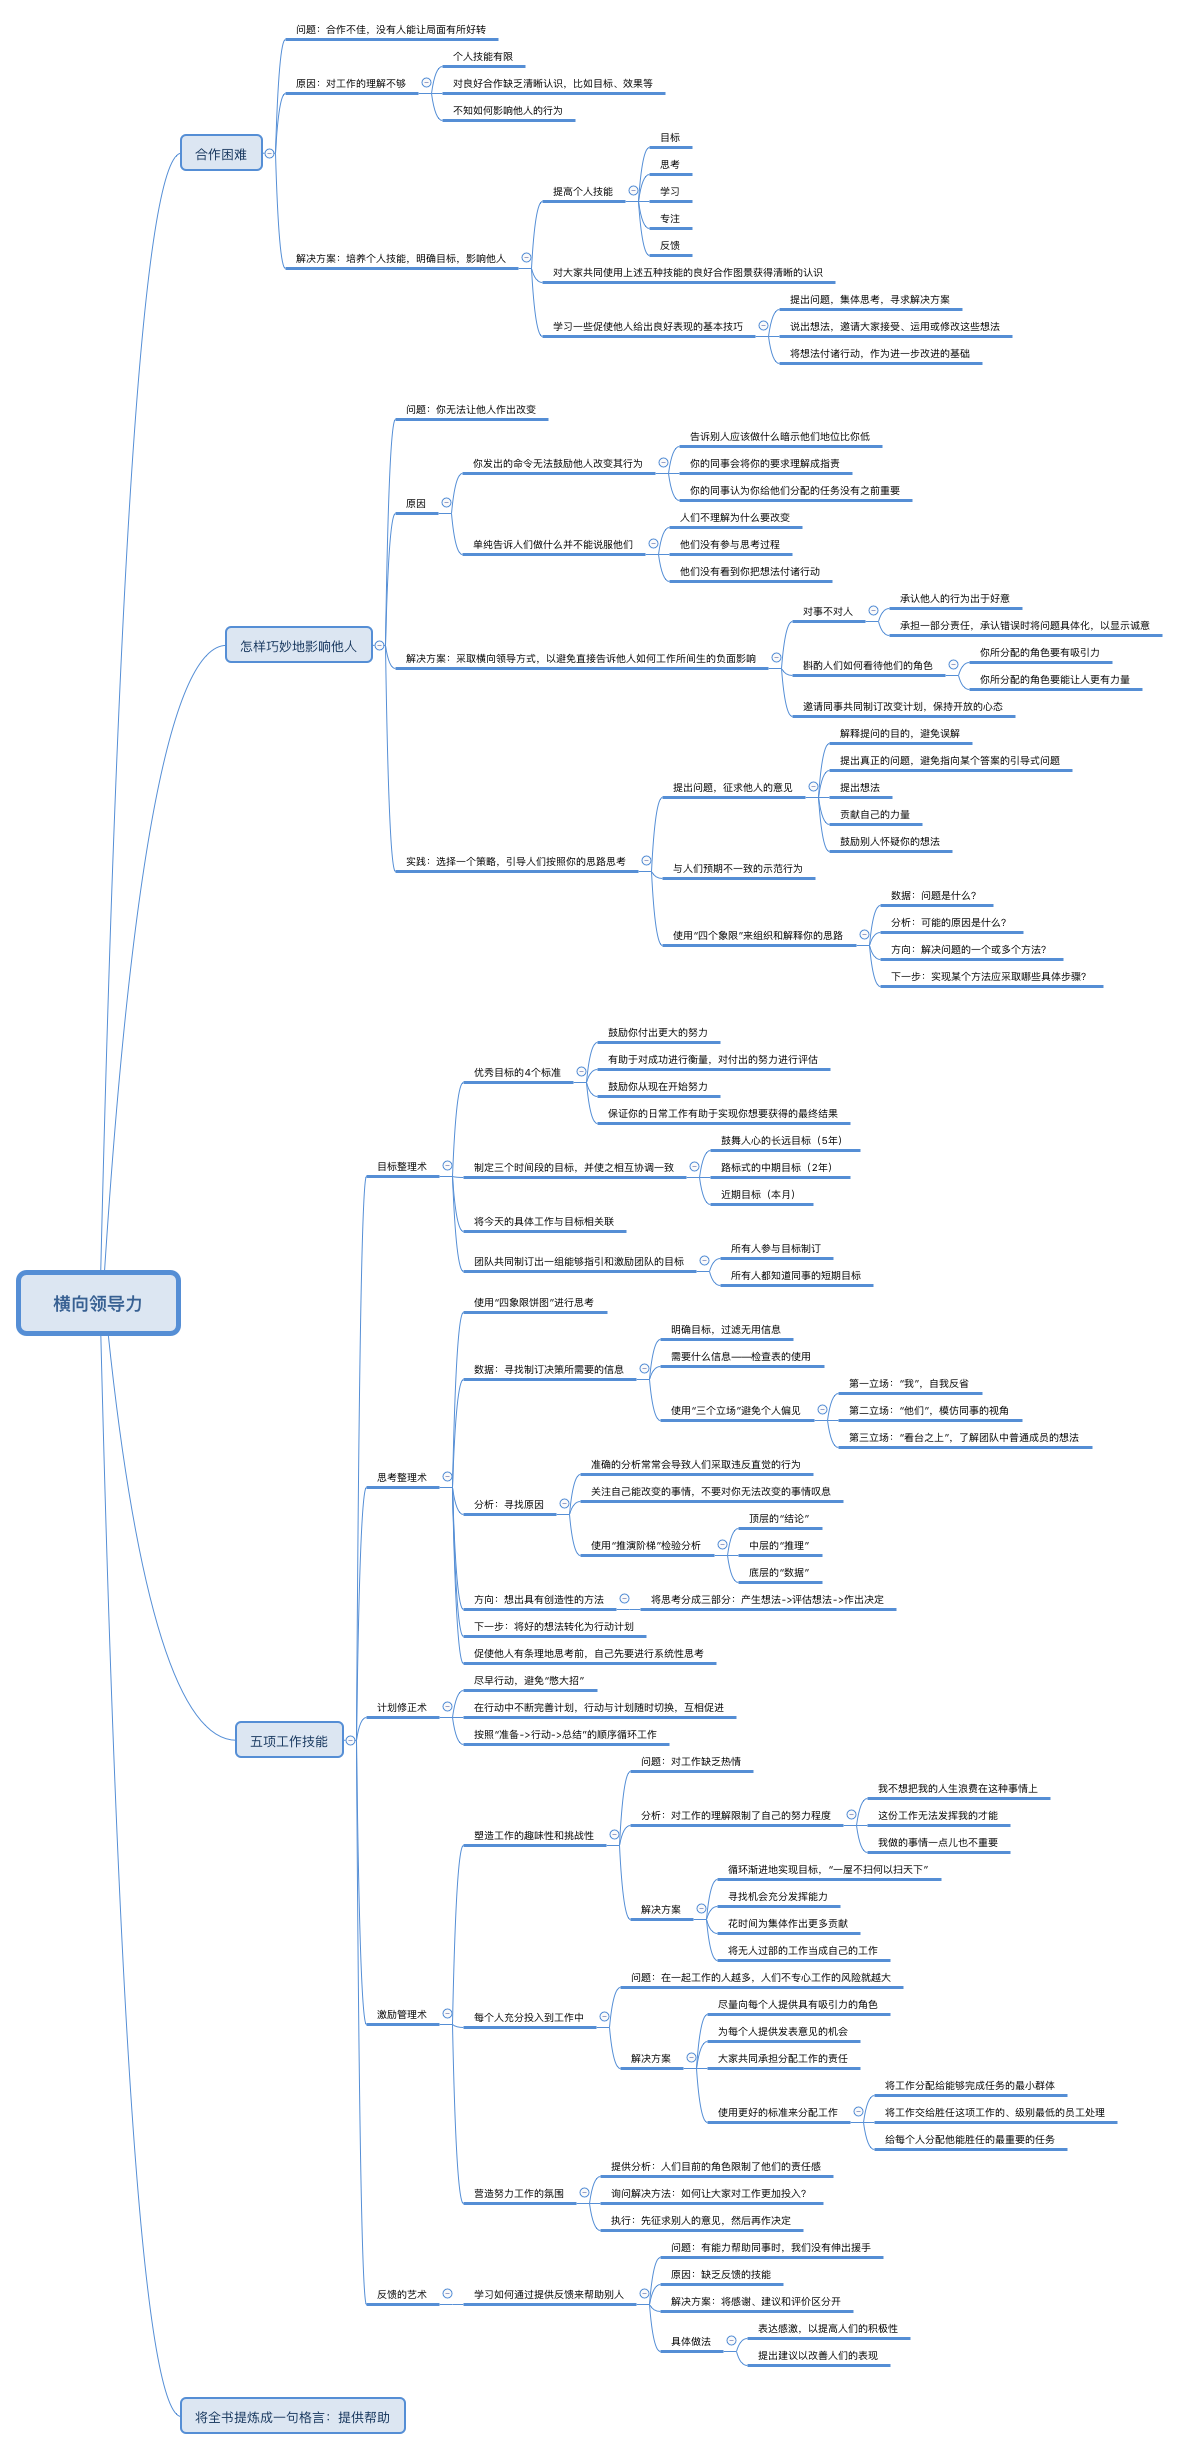 问题：合作不佳，没有人能让局面有所好转
个人技能有限
原因：对工作的理解不够
对良好合作缺乏清晰认识，比如目标、效果等
不知如何影响他人的行为
目标
合作困难
思考
提高个人技能
学习
专注
反馈
解决方案：培养个人技能，明确目标，影响他人
对大家共同使用上述五种技能的良好合作图景获得清晰的认识
提出问题，集体思考，寻求解决方案
学习一些促使他人给出良好表现的基本技巧
说出想法，邀请大家接受、运用或修改这些想法
将想法付诸行动，作为进一步改进的基础
问题：你无法让他人作出改变
告诉别人应该做什么暗示他们地位比你低
你发出的命令无法鼓励他人改变其行为
你的同事会将你的要求理解成指责
你的同事认为你给他们分配的任务没有之前重要
原因
人们不理解为什么要改变
单纯告诉人们做什么并不能说服他们
他们没有参与思考过程
他们没有看到你把想法付诸行动
承认他人的行为出于好意
对事不对人
承担一部分责任，承认错误时将问题具体化，以显示诚意
怎样巧妙地影响他人
你所分配的角色要有吸引力
解决方案：采取横向领导方式，以避免直接告诉他人如何工作所间生的负面影响
斟酌人们如何看待他们的角色
你所分配的角色要能让人更有力量
邀请同事共同制订改变计划，保持开放的心态
解释提问的目的，避免误解
提出真正的问题，避免指向某个答案的引导式问题
提出问题，征求他人的意见
提出想法
贡献自己的力量
鼓励别人怀疑你的想法
实践：选择一个策略，引导人们按照你的思路思考
与人们预期不一致的示范行为
数据：问题是什么？
分析：可能的原因是什么？
使用“四个象限”来组织和解释你的思路
方向：解决问题的一个或多个方法？
下一步：实现某个方法应采取哪些具体步骤？
鼓励你付出更大的努力
有助于对成功进行衡量，对付出的努力进行评估
优秀目标的4个标准
鼓励你从现在开始努力
保证你的日常工作有助于实现你想要获得的最终结果
鼓舞人心的长远目标（5年）
目标整理术
制定三个时间段的目标，并使之相互协调一致
路标式的中期目标（2年）
近期目标（本月）
将今天的具体工作与目标相关联
所有人参与目标制订
团队共同制订出一组能够指引和激励团队的目标
所有人都知道同事的短期目标
横向领导力
使用“四象限饼图”进行思考
明确目标，过滤无用信息
需要什么信息——检查表的使用
数据：寻找制订决策所需要的信息
第一立场：“我”，自我反省
使用“三个立场”避免个人偏见
第二立场：“他们”，模仿同事的视角
第三立场：“看台之上”，了解团队中普通成员的想法
准确的分析常常会导致人们采取违反直觉的行为
思考整理术
关注自己能改变的事情，不要对你无法改变的事情叹息
分析：寻找原因
顶层的“结论”
使用“推演阶梯”检验分析
中层的“推理”
底层的“数据”
方向：想出具有创造性的方法
将思考分成三部分：产生想法->评估想法->作出决定
下一步：将好的想法转化为行动计划
促使他人有条理地思考前，自己先要进行系统性思考
尽早行动，避免“憋大招”
计划修正术
在行动中不断完善计划，行动与计划随时切换，互相促进
按照“准备->行动->总结”的顺序循环工作
五项工作技能
问题：对工作缺乏热情
我不想把我的人生浪费在这种事情上
分析：对工作的理解限制了自己的努力程度
这份工作无法发挥我的才能
塑造工作的趣味性和挑战性
我做的事情一点儿也不重要
循环渐进地实现目标，“一屋不扫何以扫天下”
寻找机会充分发挥能力
解决方案
花时间为集体作出更多贡献
将无人过部的工作当成自己的工作
问题：在一起工作的人越多，人们不专心工作的风险就越大
激励管理术
每个人充分投入到工作中
尽量向每个人提供具有吸引力的角色
为每个人提供发表意见的机会
解决方案
大家共同承担分配工作的责任
将工作分配给能够完成任务的最小群体
使用更好的标准来分配工作
将工作交给胜任这项工作的、级别最低的员工处理
给每个人分配他能胜任的最重要的任务
提供分析：人们目前的角色限制了他们的责任感
营造努力工作的氛围
询问解决方法：如何让大家对工作更加投入？
执行：先征求别人的意见，然后再作决定
问题：有能力帮助同事时，我们没有伸出援手
原因：缺乏反馈的技能
反馈的艺术
学习如何通过提供反馈来帮助别人
解决方案：将感谢、建议和评价区分开
表达感激，以提高人们的积极性
具体做法
提出建议以改善人们的表现
将全书提炼成一句格言：提供帮助